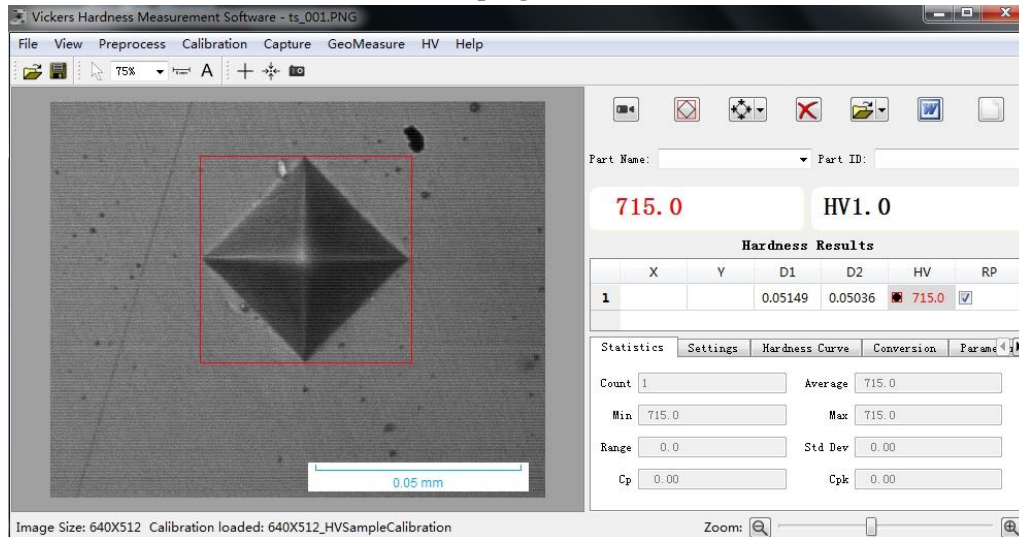 Vickers Hardness Measurement Software - ts_001.PNG
File View Preprocess Calibration Capture GeoMeasure HV Help
75% A
Part Name: Part ID:
715.0 HV1.0
Hardness Results
X Y D1 D2 HV RP
1 0.05149 0.05036 715.0
Statistics Settings Hardness Curve Conversion
Count 1 Average 715.0
Min 715.0 Max 715.0
Range 0.0 Std Dev 0.00
Cp 0.00 Cpk 0.00
0.05 mm
Image Size: 640X512 Calibration loaded: 640X512_HVSampleCalibration Zoom: